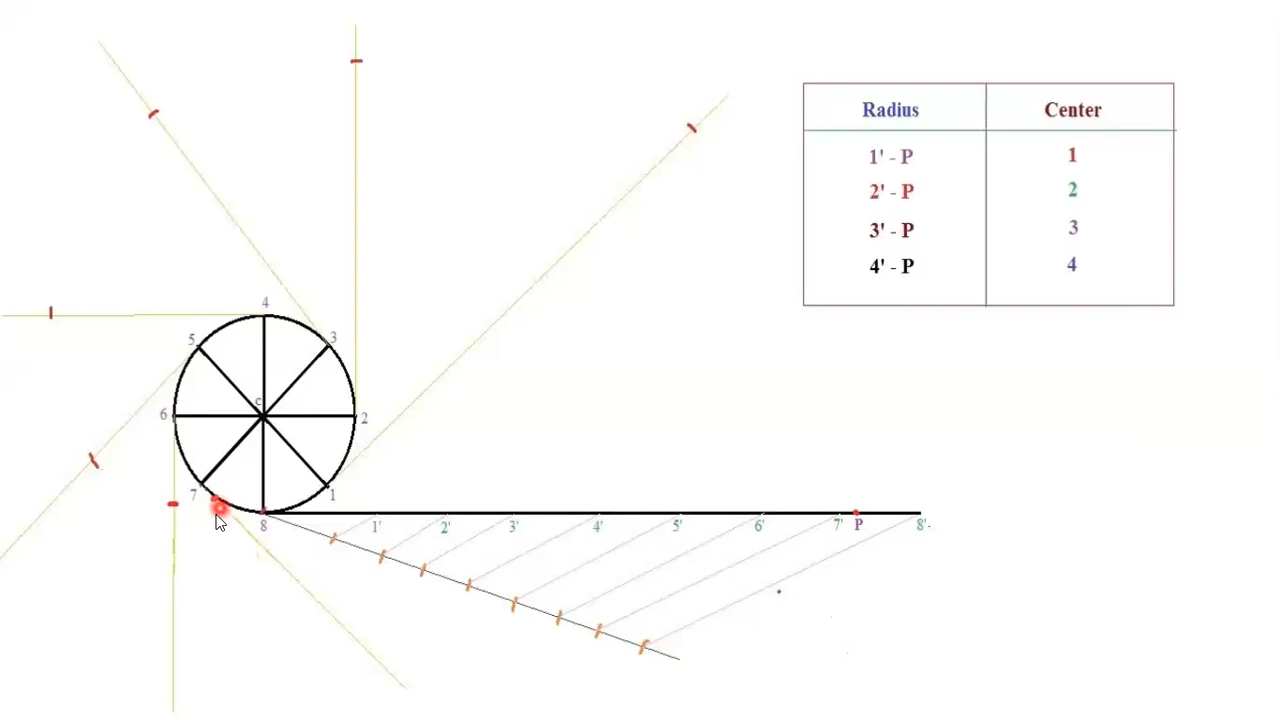 Radius Center
1' - P 1
2' - P 2
3' - P 3
4' - P 4
4
3
5
c
6
2
7
1
8 1' 2' 3' 4' 5' 6' 7' P 8'